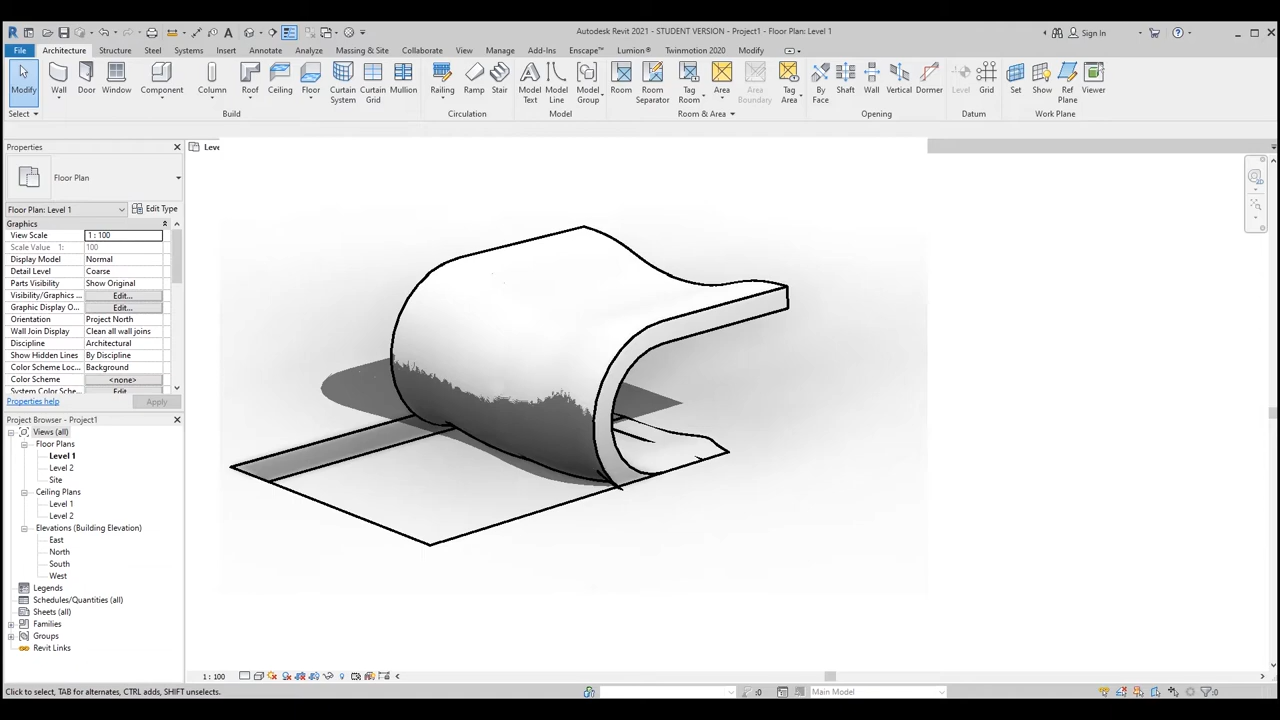 Autodesk Revit 2021 - STUDENT VERSION - Project1 - Floor Plan: Level 1
Sign In
File Architecture Structure Steel Systems Insert Annotate Analyze Massing & Site Collaborate View Manage Add-Ins Enscape™ Lumion® Twinmotion 2020 Modify
Modify Wall Door Window Component Column Roof Ceiling Floor Curtain System Curtain Grid Mullion Railing Ramp Stair Model Text Model Line Model Group Room Room Separator Tag Room Area Area Boundary Tag Area By Face Shaft Wall Vertical Dormer Level Grid Set Show Ref Plane Viewer
Select Build Circulation Model Room & Area Opening Datum Work Plane
Properties
Leve
Floor Plan
Floor Plan: Level 1 Edit Type
Graphics
View Scale 1 : 100
Scale Value 1: 100
Display Model Normal
Detail Level Coarse
Parts Visibility Show Original
Visibility/Graphics ... Edit...
Graphic Display O... Edit...
Orientation Project North
Wall Join Display Clean all wall joins
Discipline Architectural
Show Hidden Lines By Discipline
Color Scheme Loc... Background
Color Scheme <none>
System Color Sche... Edit...
Properties help Apply
Project Browser - Project1
Views (all)
Floor Plans
Level 1
Level 2
Site
Ceiling Plans
Level 1
Level 2
Elevations (Building Elevation)
East
North
South
West
Legends
Schedules/Quantities (all)
Sheets (all)
Families
Groups
Revit Links
1 : 100
Click to select, TAB for alternates, CTRL adds, SHIFT unselects.
:0
Main Model
:0